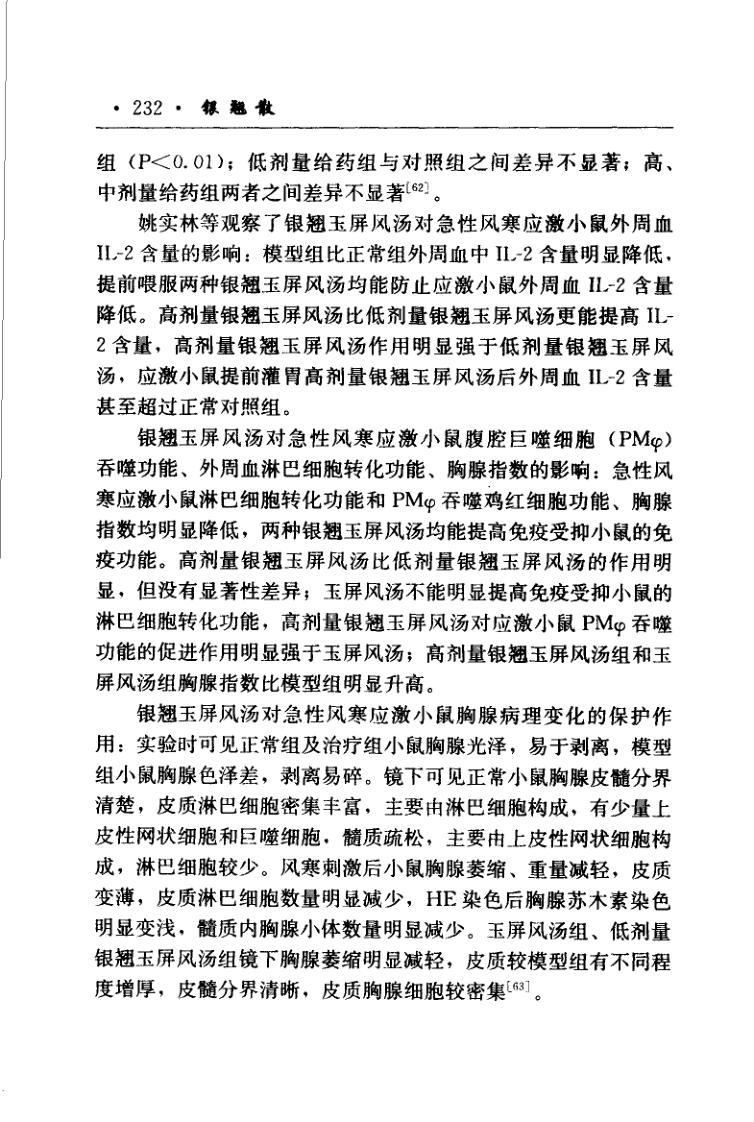 · 232 · 银翘散
组（P<0.01）；低剂量给药组与对照组之间差异不显著；高、
中剂量给药组两者之间差异不显著[62]。
姚实林等观察了银翘玉屏风汤对急性风寒应激小鼠外周血
IL-2 含量的影响：模型组比正常组外周血中 IL-2 含量明显降低，
提前喂服两种银翘玉屏风汤均能防止应激小鼠外周血 IL-2 含量
降低。高剂量银翘玉屏风汤比低剂量银翘玉屏风汤更能提高 IL-
2 含量，高剂量银翘玉屏风汤作用明显强于低剂量银翘玉屏风
汤，应激小鼠提前灌胃高剂量银翘玉屏风汤后外周血 IL-2 含量
甚至超过正常对照组。
银翘玉屏风汤对急性风寒应激小鼠腹腔巨噬细胞（PMφ）
吞噬功能、外周血淋巴细胞转化功能、胸腺指数的影响：急性风
寒应激小鼠淋巴细胞转化功能和 PMφ 吞噬鸡红细胞功能、胸腺
指数均明显降低，两种银翘玉屏风汤均能提高免疫受抑小鼠的免
疫功能。高剂量银翘玉屏风汤比低剂量银翘玉屏风汤的作用明
显，但没有显著性差异；玉屏风汤不能明显提高免疫受抑小鼠的
淋巴细胞转化功能，高剂量银翘玉屏风汤对应激小鼠 PMφ 吞噬
功能的促进作用明显强于玉屏风汤；高剂量银翘玉屏风汤组和玉
屏风汤组胸腺指数比模型组明显升高。
银翘玉屏风汤对急性风寒应激小鼠胸腺病理变化的保护作
用：实验时可见正常组及治疗组小鼠胸腺光泽，易于剥离，模型
组小鼠胸腺色泽差，剥离易碎。镜下可见正常小鼠胸腺皮髓分界
清楚，皮质淋巴细胞密集丰富，主要由淋巴细胞构成，有少量上
皮性网状细胞和巨噬细胞，髓质疏松，主要由上皮性网状细胞构
成，淋巴细胞较少。风寒刺激后小鼠胸腺萎缩、重量减轻，皮质
变薄，皮质淋巴细胞数量明显减少，HE 染色后胸腺苏木素染色
明显变浅，髓质内胸腺小体数量明显减少。玉屏风汤组、低剂量
银翘玉屏风汤组镜下胸腺萎缩明显减轻，皮质较模型组有不同程
度增厚，皮髓分界清晰，皮质胸腺细胞较密集[63]。